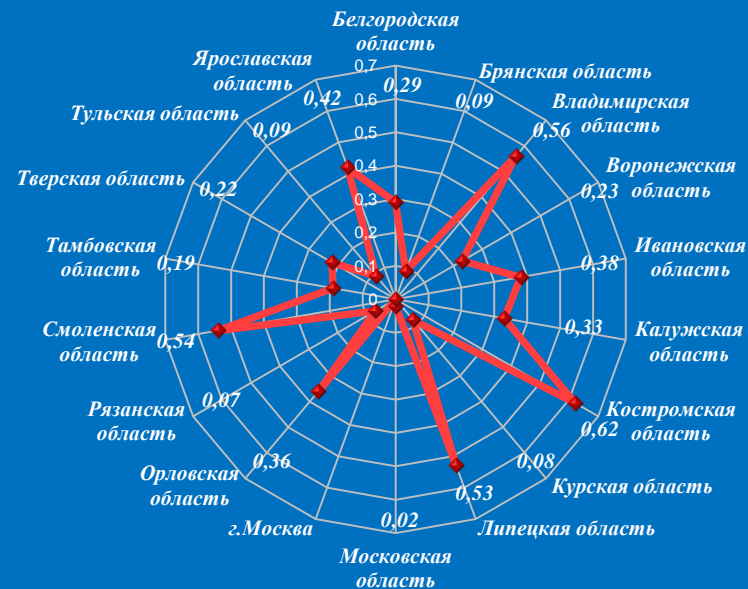 Белгородская
область
0,29
Брянская область
0,09
Владимирская
область
0,56
Воронежская
область
0,23
Ивановская
область
0,38
Калужская
область
0,33
Костромская
область
0,62
Курская область
0,08
Липецкая область
0,53
Московская
область
0,02
г.Москва
Орловская
область
0,36
Рязанская
область
0,07
Смоленская
область
0,54
Тамбовская
область
0,19
Тверская область
0,22
Тульская область
0,09
Ярославская
область
0,42
0,7
0,6
0,5
0,4
0,3
0,2
0,1
0